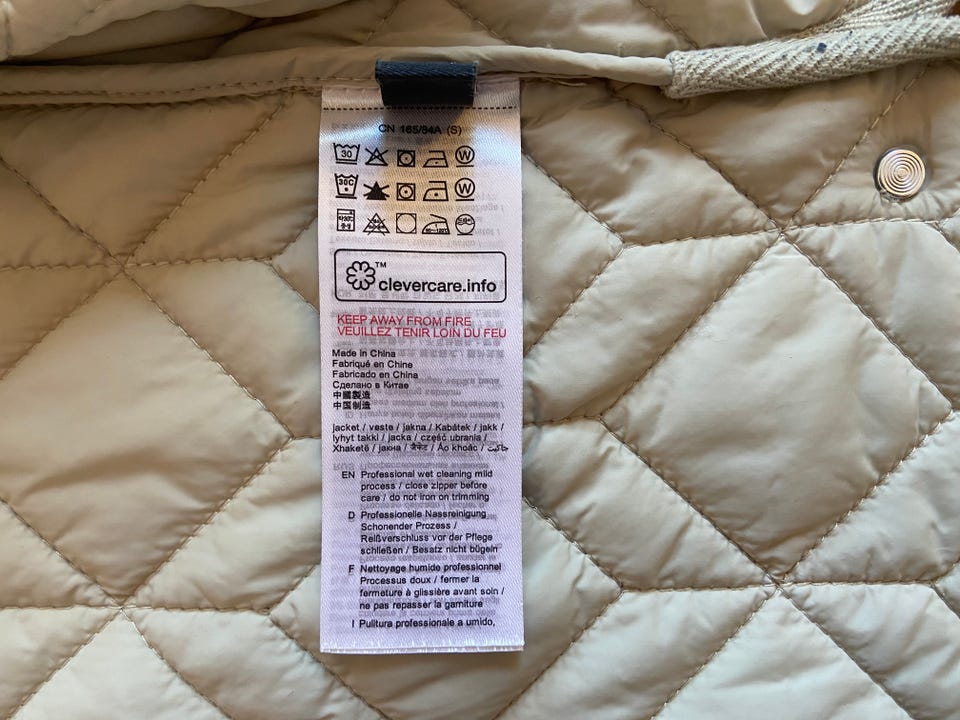 CN 165/84A (S)
30 W
30C W
TM
clevercare.info
KEEP AWAY FROM FIRE
VEUILLEZ TENIR LOIN DU FEU
Made in China
Fabriqué en Chine
Fabricado en China
Сделано в Китае
中國製造
中国制造
jacket / veste / jakna / Kabátek / jakk /
lyhyt takki / jacka / część ubrania /
Xhaketë / јакна / जैकेट / Áo khoác / جاكيت
EN Professional wet cleaning mild
process / close zipper before
care / do not iron on trimming
D Professionelle Nassreinigung
Schonender Prozess /
Reißverschluss vor der Pflege
schließen / Besatz nicht bügeln
F Nettoyage humide professionnel
Processus doux / fermer la
fermeture à glissière avant soin /
ne pas repasser la garniture
I Pulitura professionale a umido,